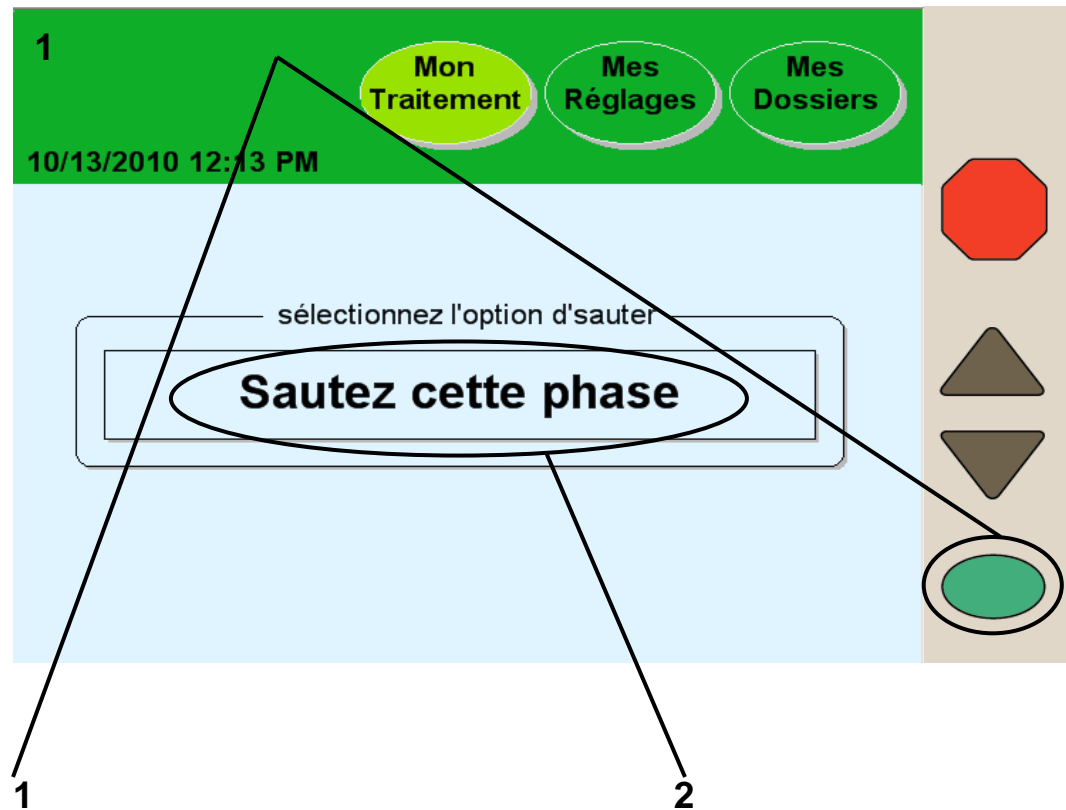 1
Mon
Traitement
Mes
Réglages
Mes
Dossiers
10/13/2010 12:13 PM
sélectionnez l'option d'sauter
Sautez cette phase
1
2